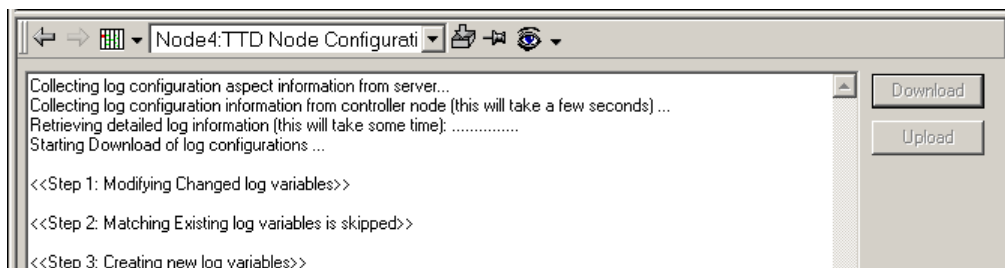 Node4:TTD Node Configurati
Collecting log configuration aspect information from server...
Collecting log configuration information from controller node (this will take a few seconds) ...
Retrieving detailed log information (this will take some time): ...............
Starting Download of log configurations ...
<<Step 1: Modifying Changed log variables>>
<<Step 2: Matching Existing log variables is skipped>>
<<Step 3: Creating new log variables>>
Download
Upload